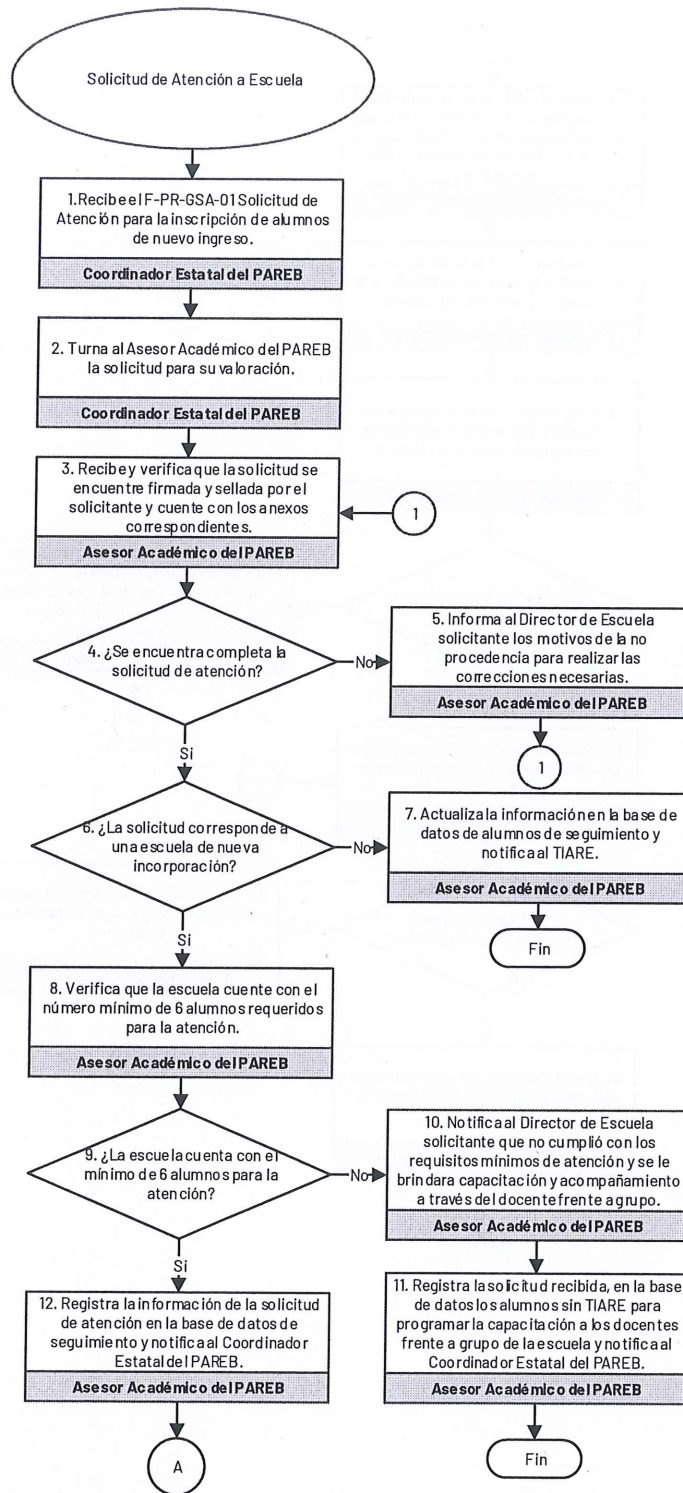 Solicitud de Atención a Escuela
1. Recibe el F-PR-GSA-01 Solicitud de
Atención para la inscripción de alumnos
de nuevo ingreso.
Coordinador Estatal del PAREB
2. Turna al Asesor Académico del PAREB
la solicitud para su valoración.
Coordinador Estatal del PAREB
3. Recibe y verifica que la solicitud se
encuentre firmada y sellada por el
solicitante y cuente con los anexos
correspondientes.
Asesor Académico del PAREB
1
4. ¿Se encuentra completa la
solicitud de atención?
No
5. Informa al Director de Escuela
solicitante los motivos de la no
procedencia para realizar las
correcciones necesarias.
Asesor Académico del PAREB
1
Si
6. ¿La solicitud corresponde a
una escuela de nueva
incorporación?
No
7. Actualiza la información en la base de
datos de alumnos de seguimiento y
notifica al TIARE.
Asesor Académico del PAREB
Fin
Si
8. Verifica que la escuela cuente con el
número mínimo de 6 alumnos requeridos
para la atención.
Asesor Académico del PAREB
9. ¿La escuela cuenta con el
mínimo de 6 alumnos para la
atención?
No
10. Notifica al Director de Escuela
solicitante que no cumplió con los
requisitos mínimos de atención y se le
brindara capacitación y acompañamiento
a través del docente frente a grupo.
Asesor Académico del PAREB
Si
12. Registra la información de la solicitud
de atención en la base de datos de
seguimiento y notifica al Coordinador
Estatal del PAREB.
Asesor Académico del PAREB
A
11. Registra la solicitud recibida, en la base
de datos los alumnos sin TIARE para
programar la capacitación a los docentes
frente a grupo de la escuela y notifica al
Coordinador Estatal del PAREB.
Asesor Académico del PAREB
Fin